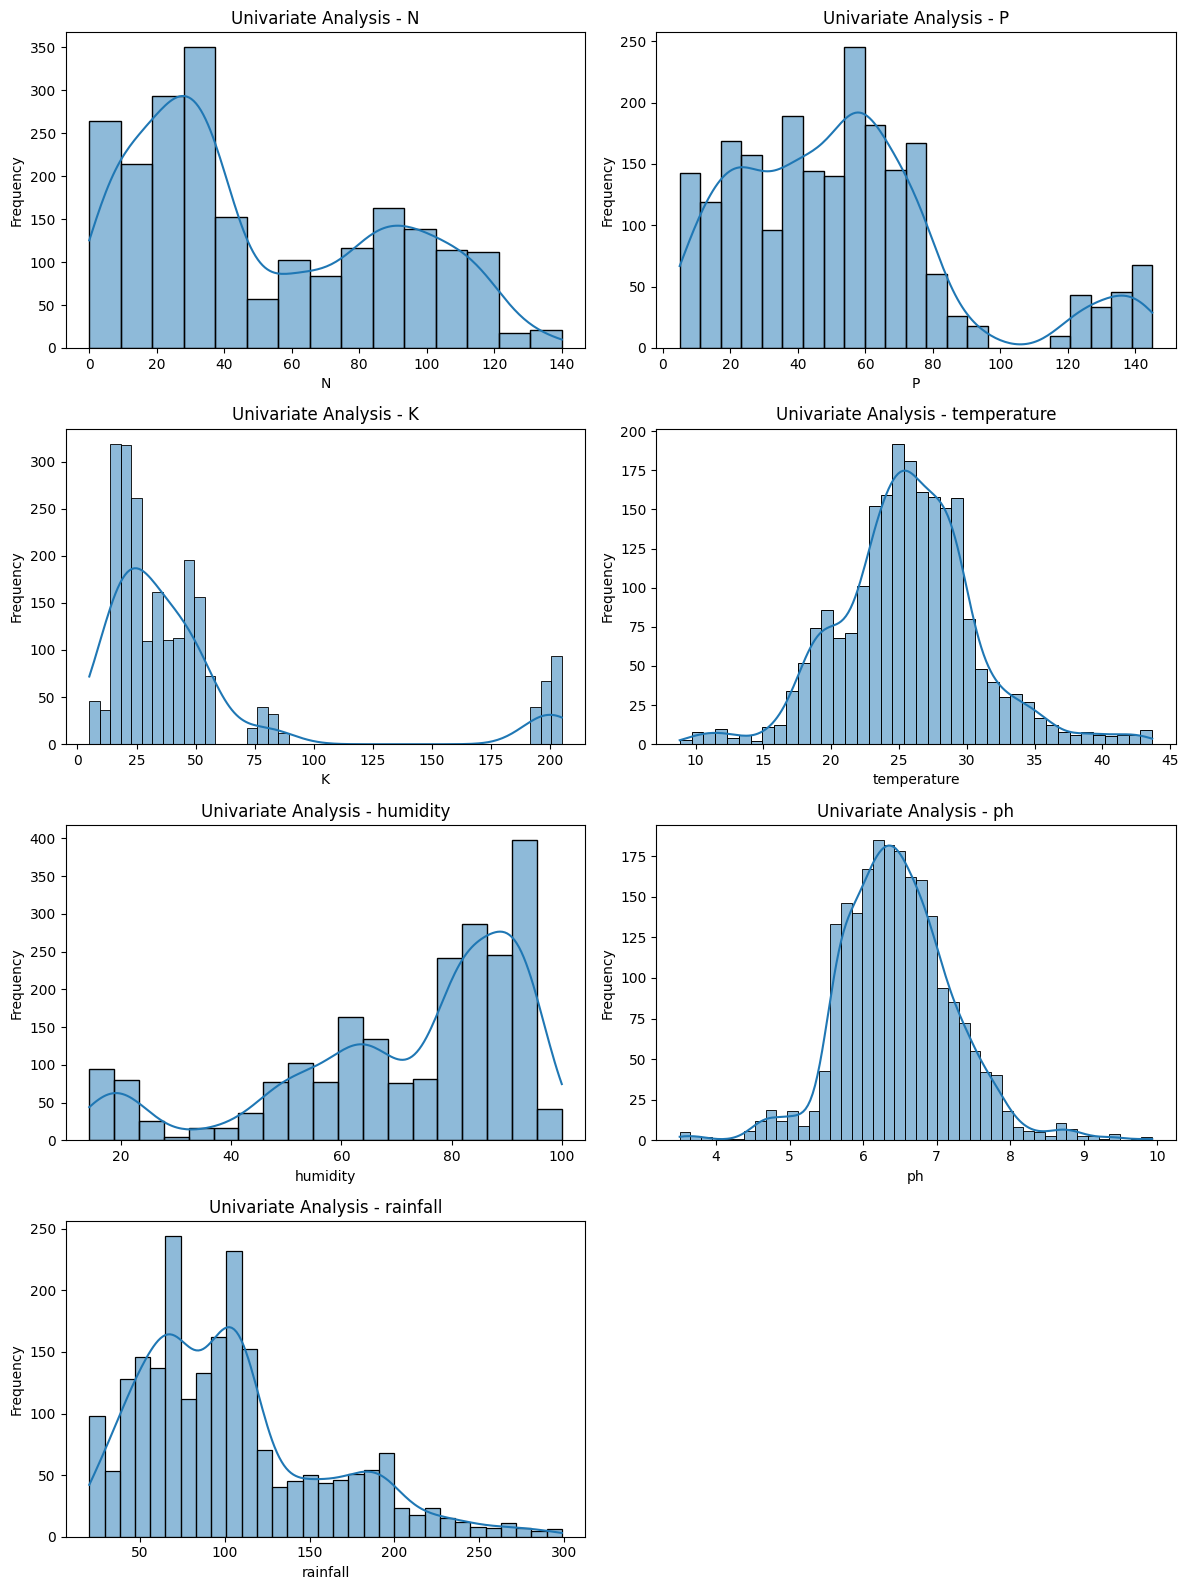 Univariate Analysis - N
Frequency
350
300
250
200
150
100
50
0
0 20 40 60 80 100 120 140
N
Univariate Analysis - P
Frequency
250
200
150
100
50
0
0 20 40 60 80 100 120 140
P
Univariate Analysis - K
Frequency
300
250
200
150
100
50
0
0 25 50 75 100 125 150 175 200
K
Univariate Analysis - temperature
Frequency
200
175
150
125
100
75
50
25
0
10 15 20 25 30 35 40 45
temperature
Univariate Analysis - humidity
Frequency
400
350
300
250
200
150
100
50
0
20 40 60 80 100
humidity
Univariate Analysis - ph
Frequency
175
150
125
100
75
50
25
0
4 5 6 7 8 9 10
ph
Univariate Analysis - rainfall
Frequency
250
200
150
100
50
0
50 100 150 200 250 300
rainfall